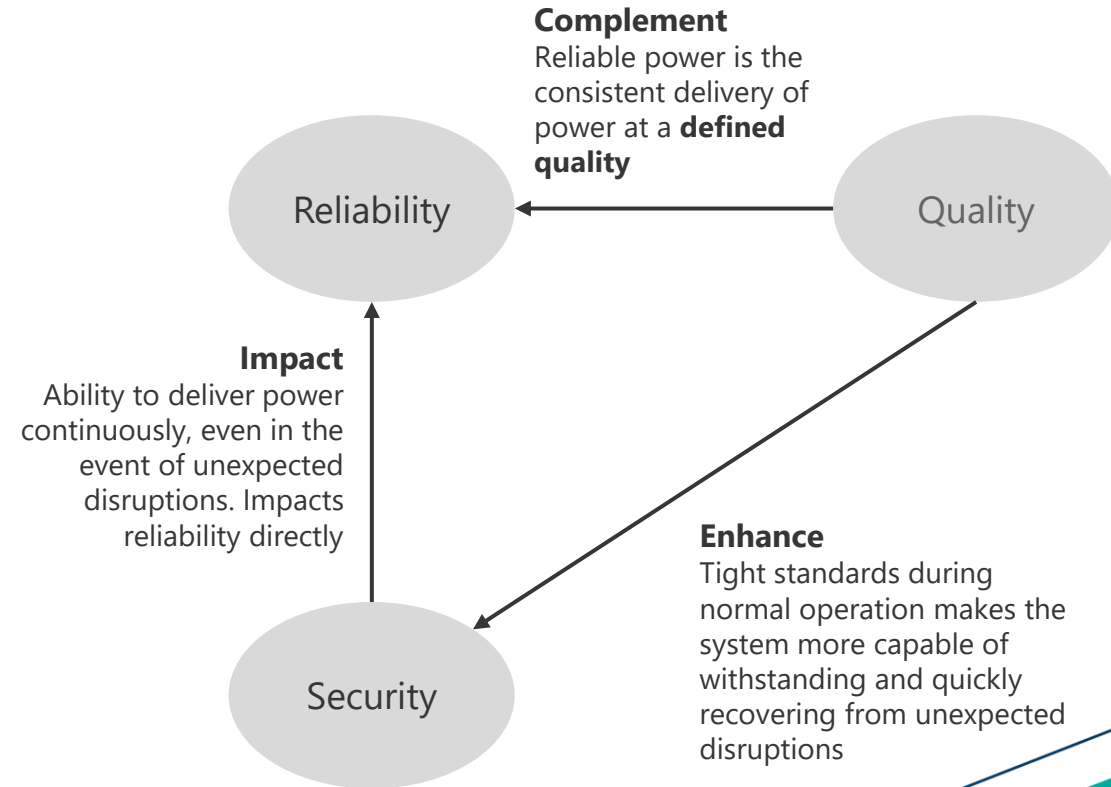 Complement
Reliable power is the
consistent delivery of
power at a defined
quality
Reliability
Quality
Impact
Ability to deliver power
continuously, even in the
event of unexpected
disruptions. Impacts
reliability directly
Enhance
Tight standards during
normal operation makes the
system more capable of
withstanding and quickly
recovering from unexpected
disruptions
Security